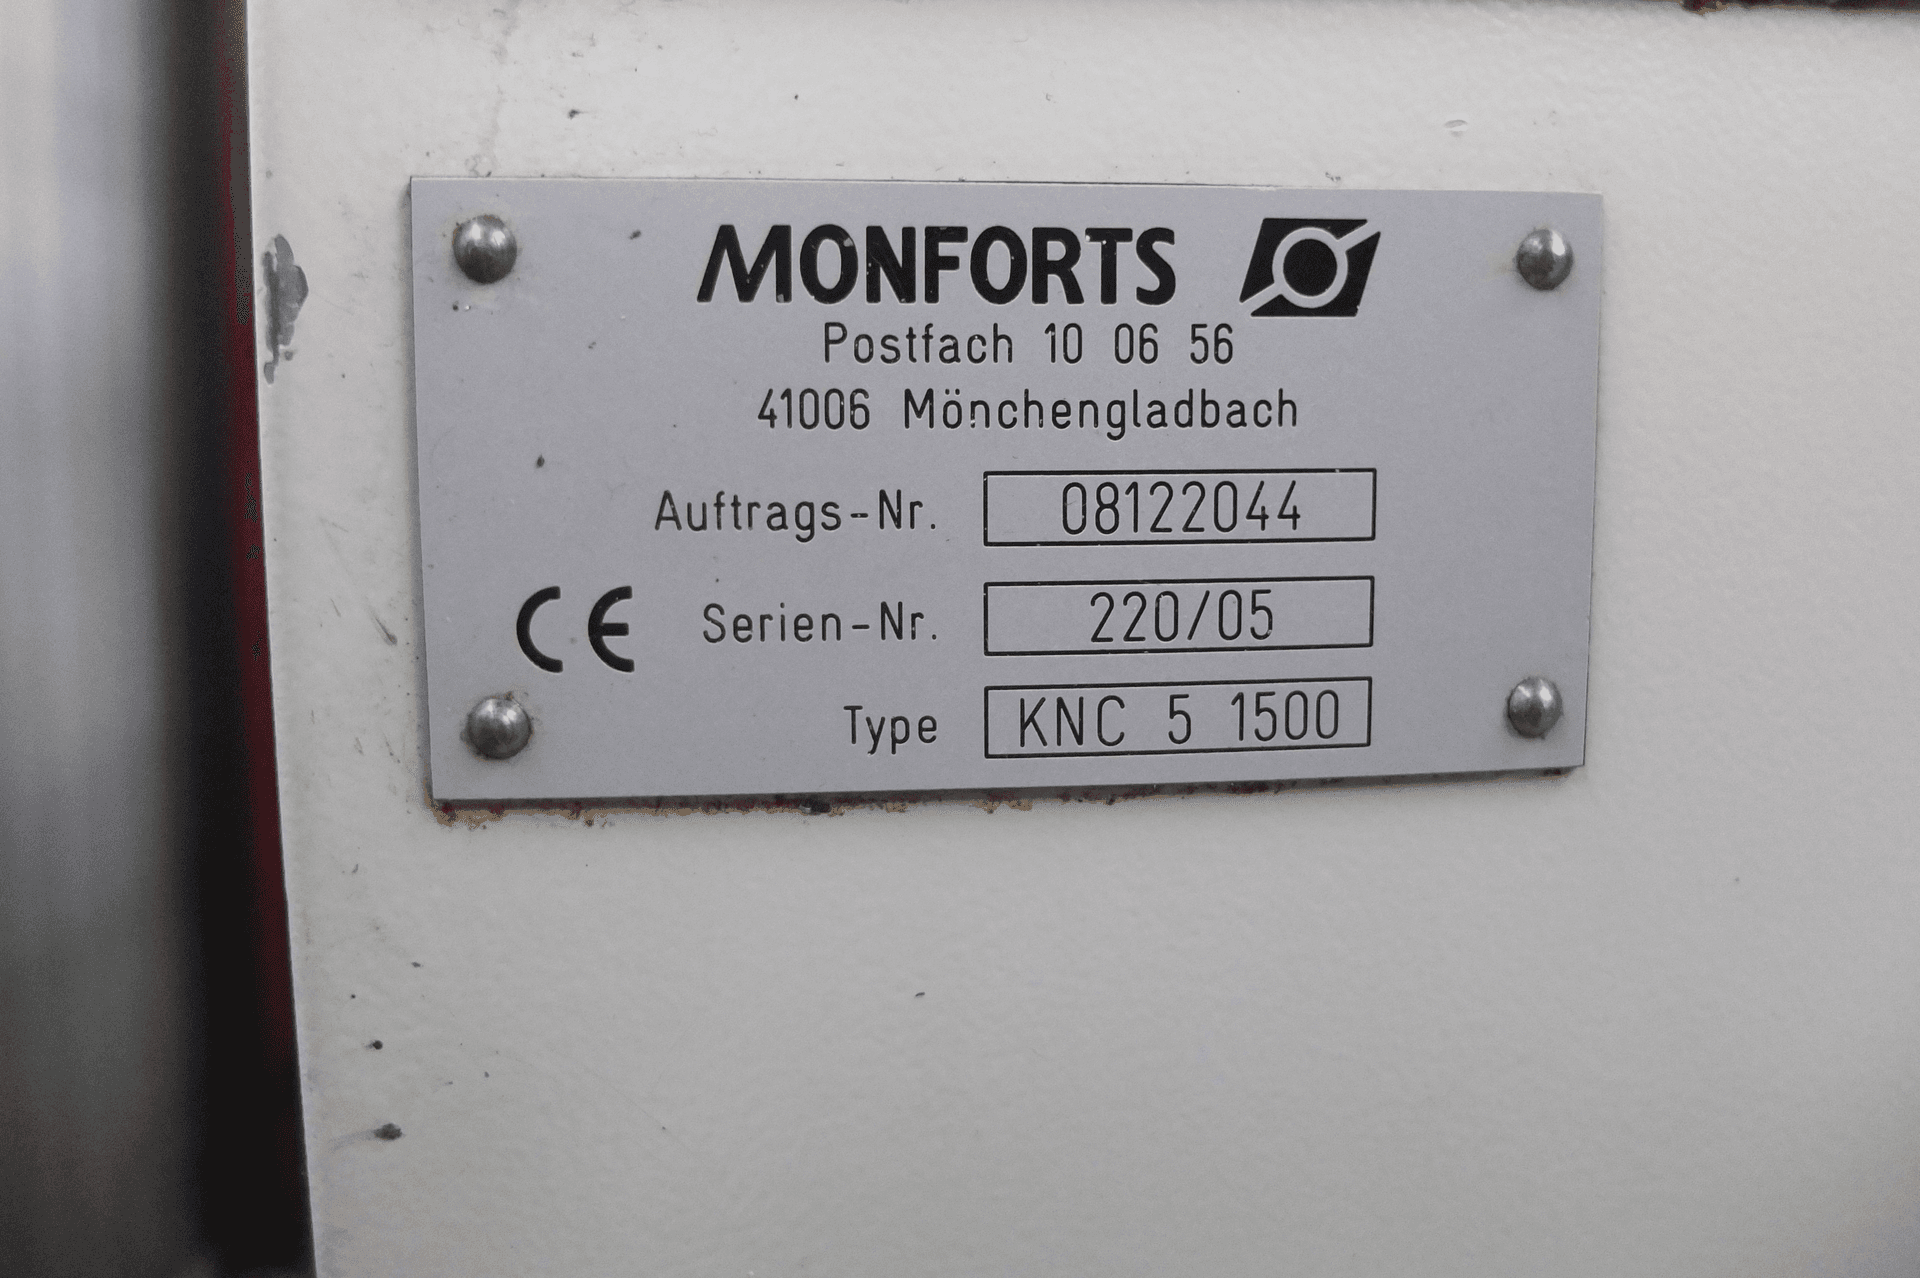 MONFORTS
Postfach 10 06 56
41006 Mönchengladbach
Auftrags-Nr. 08122044
CE Serien-Nr. 220/05
Type KNC 5 1500